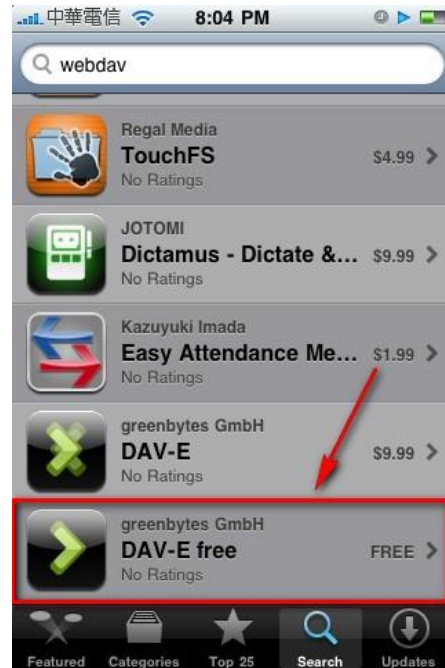 中華電信 8:04 PM
webdav
Regal Media
TouchFS $4.99
No Ratings
JOTOMI
Dictamus - Dictate &... $9.99
No Ratings
Kazuyuki Imada
Easy Attendance Me... $1.99
No Ratings
greenbytes GmbH
DAV-E $9.99
No Ratings
greenbytes GmbH
DAV-E free FREE
No Ratings
Featured Categories Top 25 Search Updates